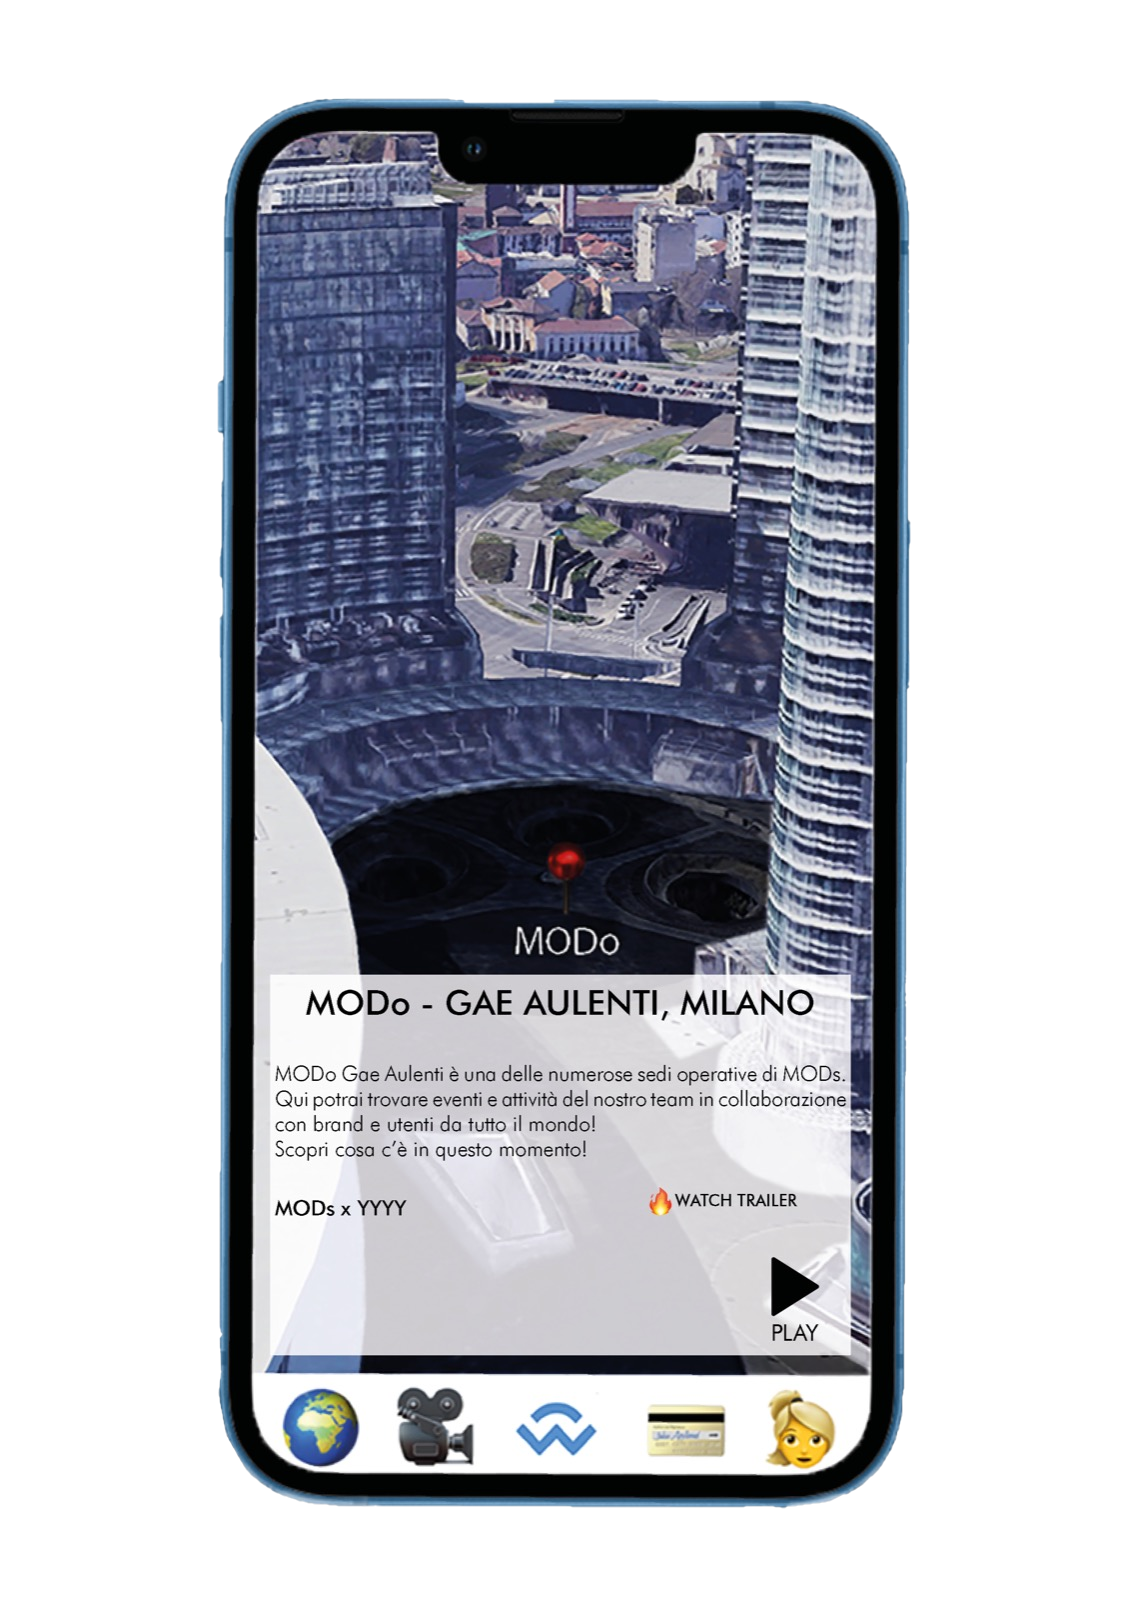 MODo
MODo - GAE AULENTI, MILANO
MODo Gae Aulenti è una delle numerose sedi operative di MODs.
Qui potrai trovare eventi e attività del nostro team in collaborazione
con brand e utenti da tutto il mondo!
Scopri cosa c'è in questo momento!
MODs x YYYY
WATCH TRAILER
PLAY